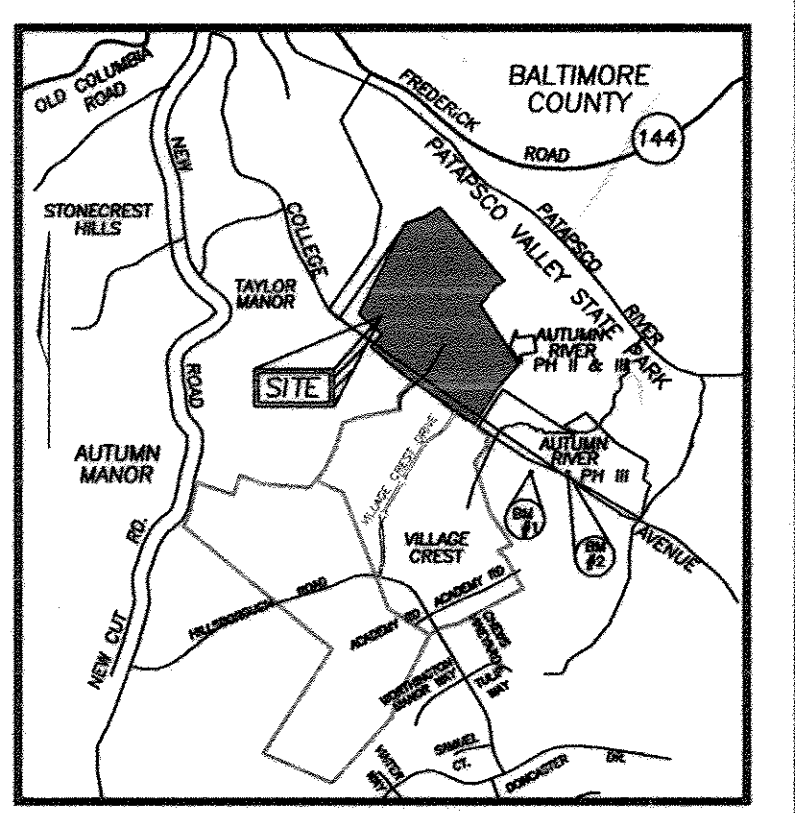 OLD COLUMBIA
ROAD
BALTIMORE
COUNTY
FREDERICK
ROAD
144
NEW
PATAPSCO VALLEY STATE PARK
PATAPSCO
RIVER
STONECREST
HILLS
COLLEGE
TAYLOR
MANOR
AUTUMN
RIVER
PH II & III
SITE
ROAD
AUTUMN
MANOR
VILLAGE CREST DRIVE
AUTUMN
RIVER
PH III
BM
#1
BM
#2
AVENUE
RD.
VILLAGE
CREST
NEW CUT
HILLSBOROUGH
ROAD
ACADEMY RD
ACADEMY RD
CHEWS
VINEYARD
WORTHINGTON
MANOR WAY
TULIP
WAY
SAMUEL
CT.
WAY
DONCASTER
DR.